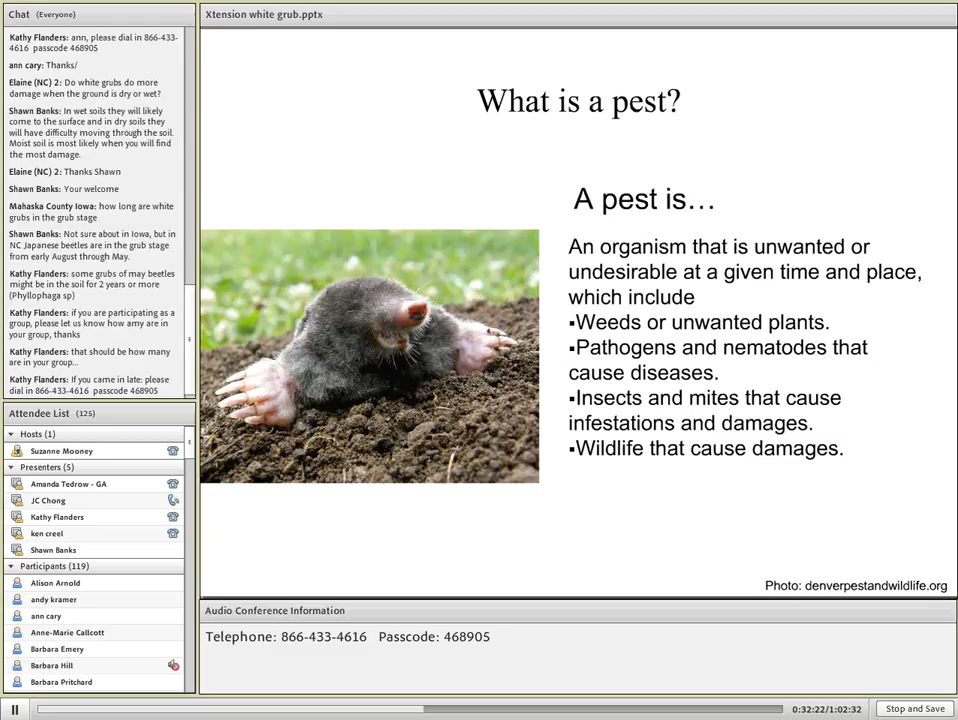 Chat (Everyone)
Kathy Flanders: ann, please dial in 866-433-
4616 passcode 468905
ann cary: Thanks/
Elaine (NC) 2: Do white grubs do more
damage when the ground is dry or wet?
Shawn Banks: In wet soils they will likely
come to the surface and in dry soils they
will have difficulty moving through the soil.
Moist soil is most likely when you will find
the most damage.
Elaine (NC) 2: Thanks Shawn
Shawn Banks: Your welcome
Mahaska County Iowa: how long are white
grubs in the grub stage
Shawn Banks: Not sure about in Iowa, but in
NC Japanese beetles are in the grub stage
from early August through May.
Kathy Flanders: some grubs of may beetles
might be in the soil for 2 years or more
(Phyllophaga sp)
Kathy Flanders: if you are participating as a
group, please let us know how amy are in
your group, thanks
Kathy Flanders: that should be how many
are in your group...
Kathy Flanders: If you came in late: please
dial in 866-433-4616 passcode 468905
Attendee List (125)
Hosts (1)
Suzanne Mooney
Presenters (5)
Amanda Tedrow - GA
JC Chong
Kathy Flanders
ken creel
Shawn Banks
Participants (119)
Alison Arnold
andy kramer
ann cary
Anne-Marie Callcott
Barbara Emery
Barbara Hill
Barbara Pritchard
Xtension white grub.pptx
What is a pest?
A pest is...
An organism that is unwanted or
undesirable at a given time and place,
which include
▪Weeds or unwanted plants.
▪Pathogens and nematodes that
cause diseases.
▪Insects and mites that cause
infestations and damages.
▪Wildlife that cause damages.
Photo: denverpestandwildlife.org
Audio Conference Information
Telephone: 866-433-4616 Passcode: 468905
0:32:22/1:02:32
Stop and Save